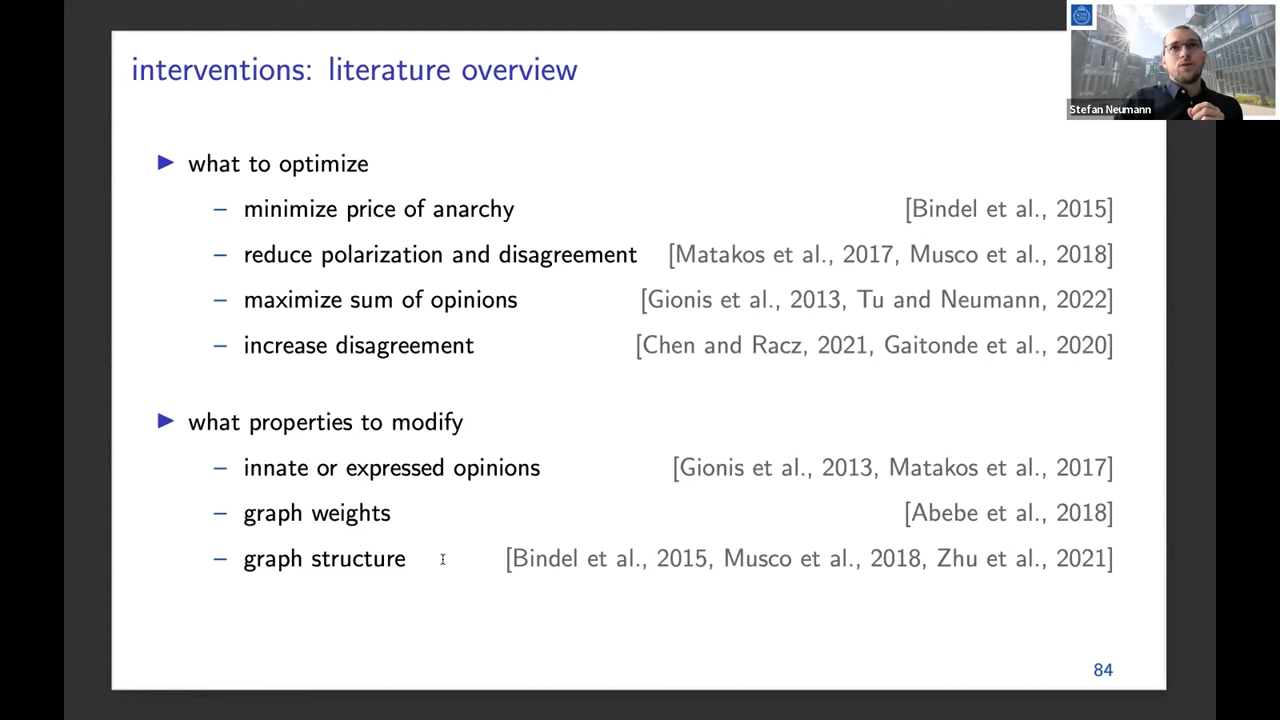 interventions: literature overview
Stefan Neumann
▶ what to optimize
– minimize price of anarchy [Bindel et al., 2015]
– reduce polarization and disagreement [Matakos et al., 2017, Musco et al., 2018]
– maximize sum of opinions [Gionis et al., 2013, Tu and Neumann, 2022]
– increase disagreement [Chen and Racz, 2021, Gaitonde et al., 2020]
▶ what properties to modify
– innate or expressed opinions [Gionis et al., 2013, Matakos et al., 2017]
– graph weights [Abebe et al., 2018]
– graph structure [Bindel et al., 2015, Musco et al., 2018, Zhu et al., 2021]
84